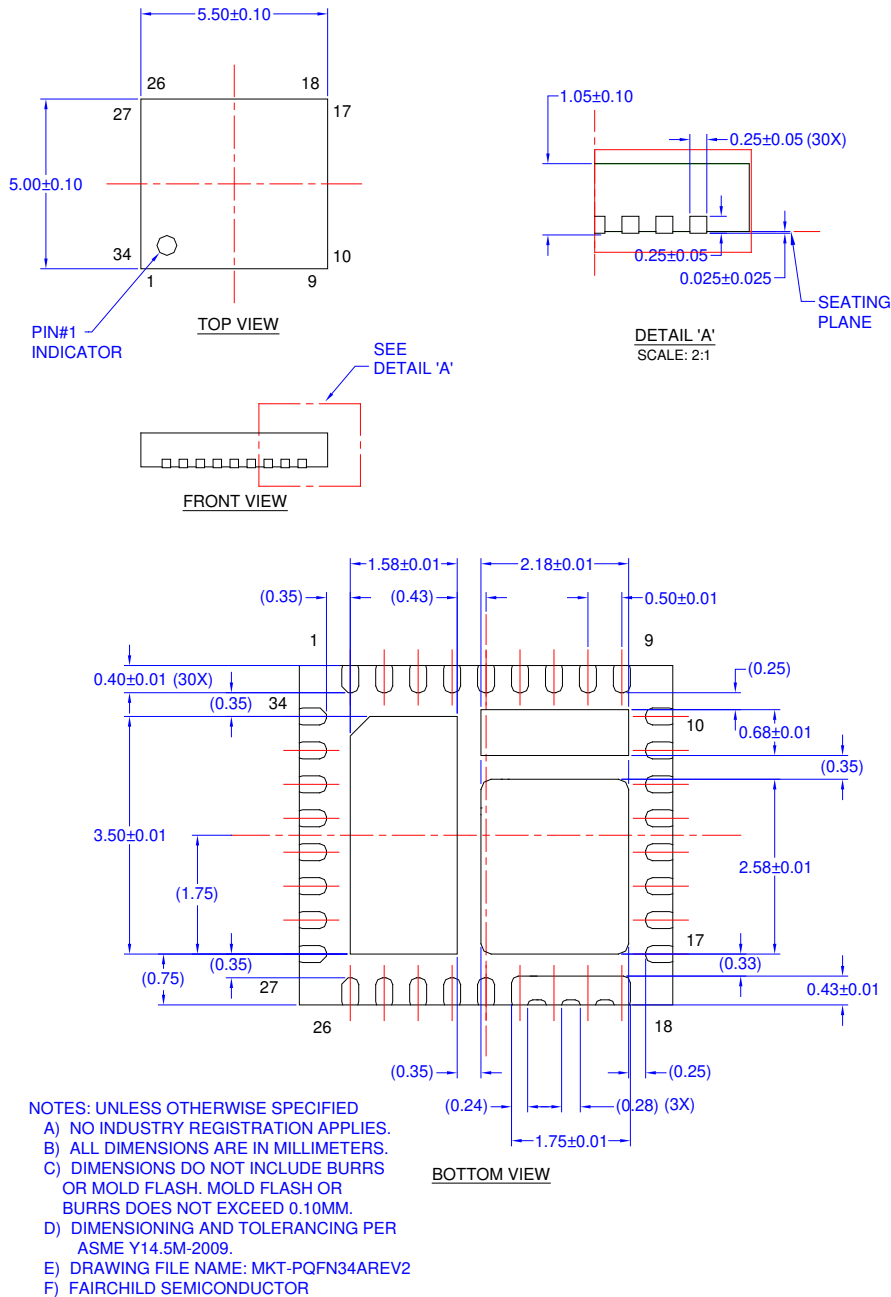 5.50±0.10
26
18
27
17
5.00±0.10
34
10
1
9
PIN#1
INDICATOR
TOP VIEW
1.05±0.10
0.25±0.05 (30X)
0.25±0.05
0.025±0.025
SEATING
PLANE
DETAIL 'A'
SCALE: 2:1
SEE
DETAIL 'A'
FRONT VIEW
1.58±0.01
2.18±0.01
(0.35)
(0.43)
0.50±0.01
1
9
(0.25)
0.40±0.01 (30X)
34
(0.35)
10
0.68±0.01
(0.35)
3.50±0.01
2.58±0.01
(1.75)
17
(0.35)
(0.33)
(0.75)
27
0.43±0.01
26
18
(0.35)
(0.25)
(0.24)
(0.28) (3X)
1.75±0.01
BOTTOM VIEW
NOTES: UNLESS OTHERWISE SPECIFIED
A) NO INDUSTRY REGISTRATION APPLIES.
B) ALL DIMENSIONS ARE IN MILLIMETERS.
C) DIMENSIONS DO NOT INCLUDE BURRS
OR MOLD FLASH. MOLD FLASH OR
BURRS DOES NOT EXCEED 0.10MM.
D) DIMENSIONING AND TOLERANCING PER
ASME Y14.5M-2009.
E) DRAWING FILE NAME: MKT-PQFN34AREV2
F) FAIRCHILD SEMICONDUCTOR